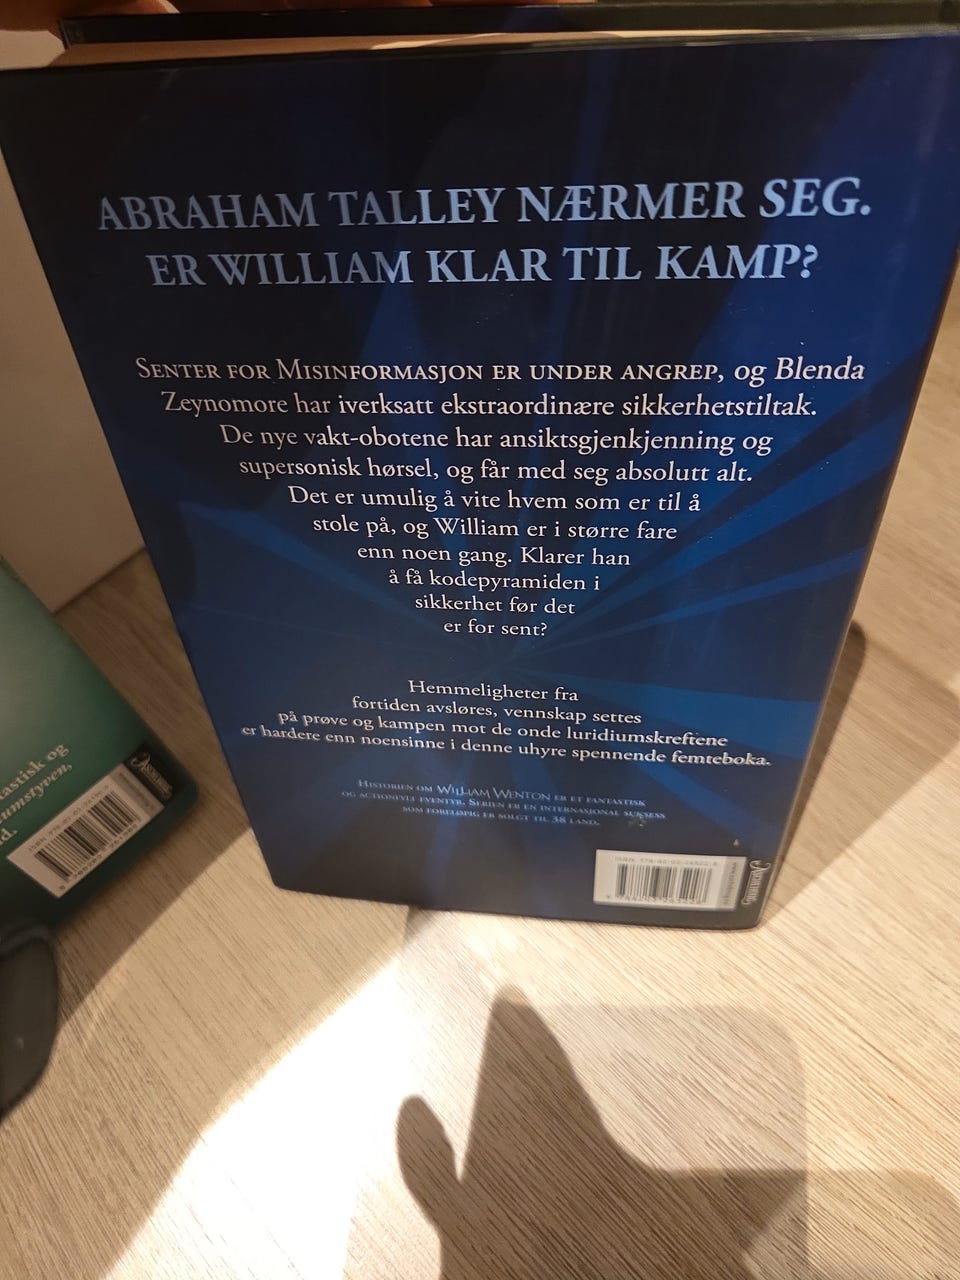 ABRAHAM TALLEY NÆRMER SEG.
ER WILLIAM KLAR TIL KAMP?
SENTER FOR MISINFORMASJON ER UNDER ANGREP, og Blenda
Zeynomore har iverksatt ekstraordinære sikkerhetstiltak.
De nye vakt-obotene har ansiktsgjenkjenning og
supersonisk hørsel, og får med seg absolutt alt.
Det er umulig å vite hvem som er til å
stole på, og William er i større fare
enn noen gang. Klarer han
å få kodepyramiden i
sikkerhet før det
er for sent?
Hemmeligheter fra
fortiden avsløres, vennskap settes
på prøve og kampen mot de onde luridiumskreftene
er hardere enn noensinne i denne uhyre spennende femteboka.
HISTORIEN OM WILLIAM WENTON ER ET FANTASTISK
OG ACTIONFYLT EVENTYR. SERIEN ER EN INTERNASJONAL SUKSESS
SOM FORELØPIG ER SOLGT TIL 38 LAND.
ISBN
tastisk og
umstyven,
d.
ISBN